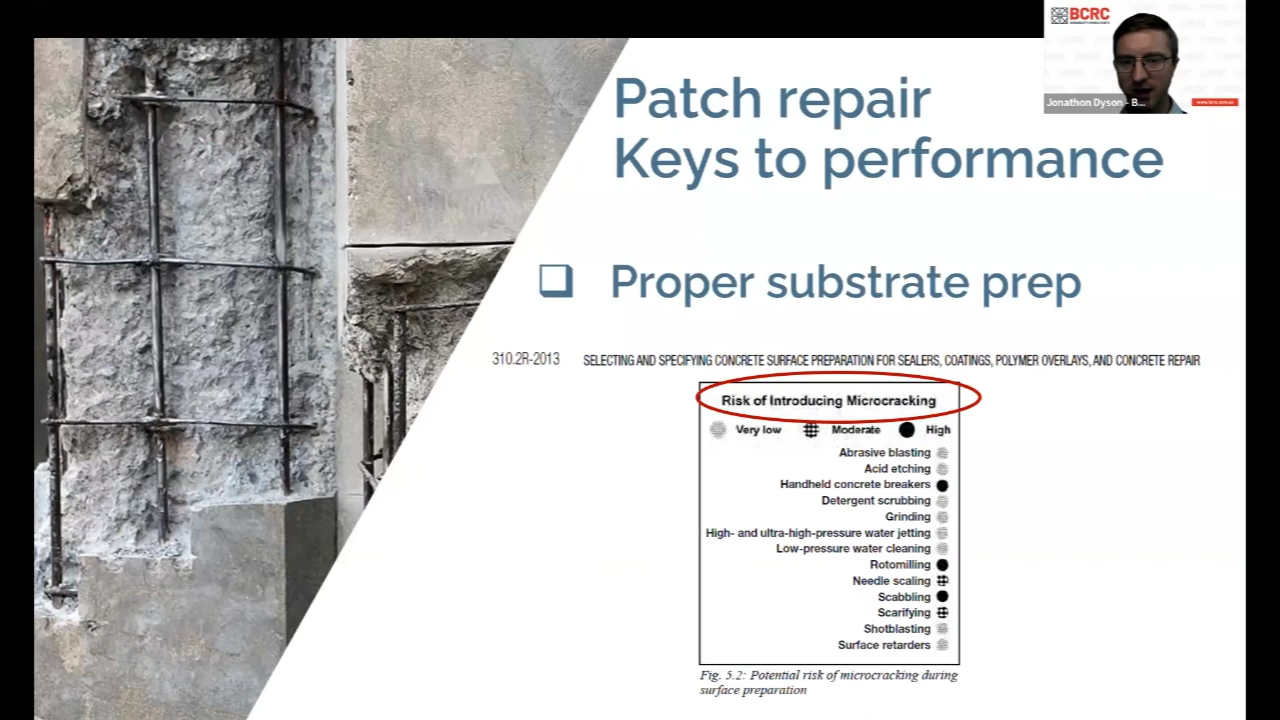 BCRC
Jonathon Dyson - B...
Patch repair
Keys to performance
❑ Proper substrate prep
310.2R-2013 SELECTING AND SPECIFYING CONCRETE SURFACE PREPARATION FOR SEALERS, COATINGS, POLYMER OVERLAYS, AND CONCRETE REPAIR
Risk of Introducing Microcracking
Very low Moderate High
Abrasive blasting
Acid etching
Handheld concrete breakers
Detergent scrubbing
Grinding
High- and ultra-high-pressure water jetting
Low-pressure water cleaning
Rotomilling
Needle scaling
Scabbling
Scarifying
Shotblasting
Surface retarders
Fig. 5.2: Potential risk of microcracking during
surface preparation